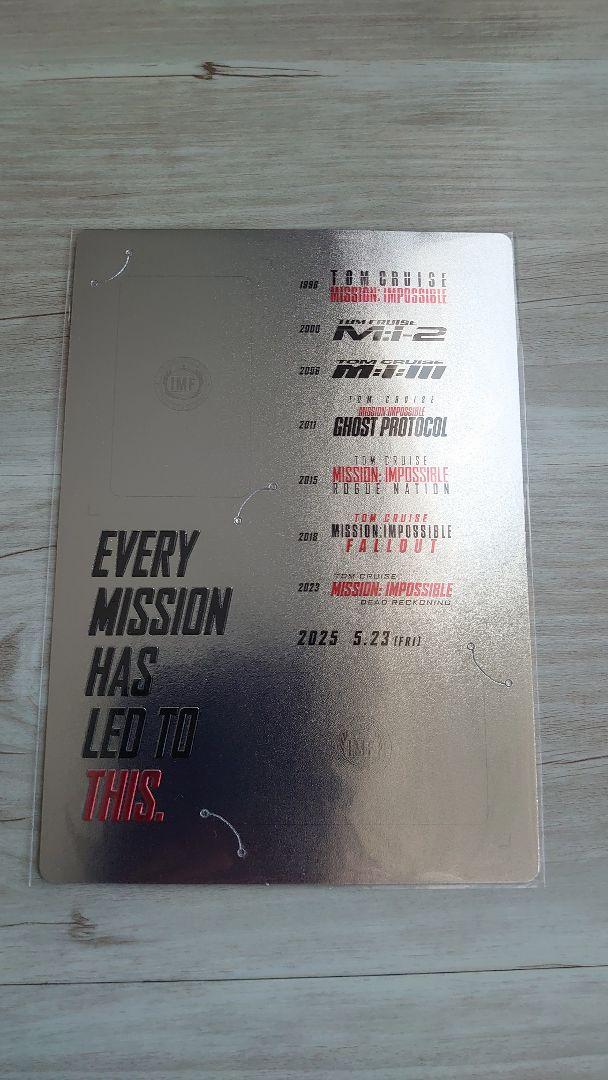 IMF
EVERY
MISSION
HAS
LED TO
THIS.
1996 TOM CRUISE
MISSION: IMPOSSIBLE
2000 TOM CRUISE
M:I-2
2006 TOM CRUISE
M:I:III
2011 TOM CRUISE
MISSION:IMPOSSIBLE
GHOST PROTOCOL
2015 TOM CRUISE
MISSION: IMPOSSIBLE
ROGUE NATION
2018 TOM CRUISE
MISSION:IMPOSSIBLE
FALLOUT
2023 TOM CRUISE
MISSION: IMPOSSIBLE
DEAD RECKONING
2025 5.23[FRI]
IMF